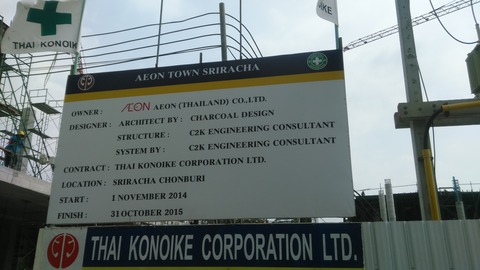 THAI KONOIKE
IKE
AEON TOWN SRIRACHA
OWNER : AEON AEON (THAILAND) CO.,LTD.
DESIGNER : ARCHITECT BY : CHARCOAL DESIGN
STRUCTURE : C2K ENGINEERING CONSULTANT
SYSTEM BY : C2K ENGINEERING CONSULTANT
CONTRACT : THAI KONOIKE CORPORATION LTD.
LOCATION : SRIRACHA CHONBURI
START : 1 NOVEMBER 2014
FINISH : 31 OCTOBER 2015
THAI KONOIKE CORPORATION LTD.